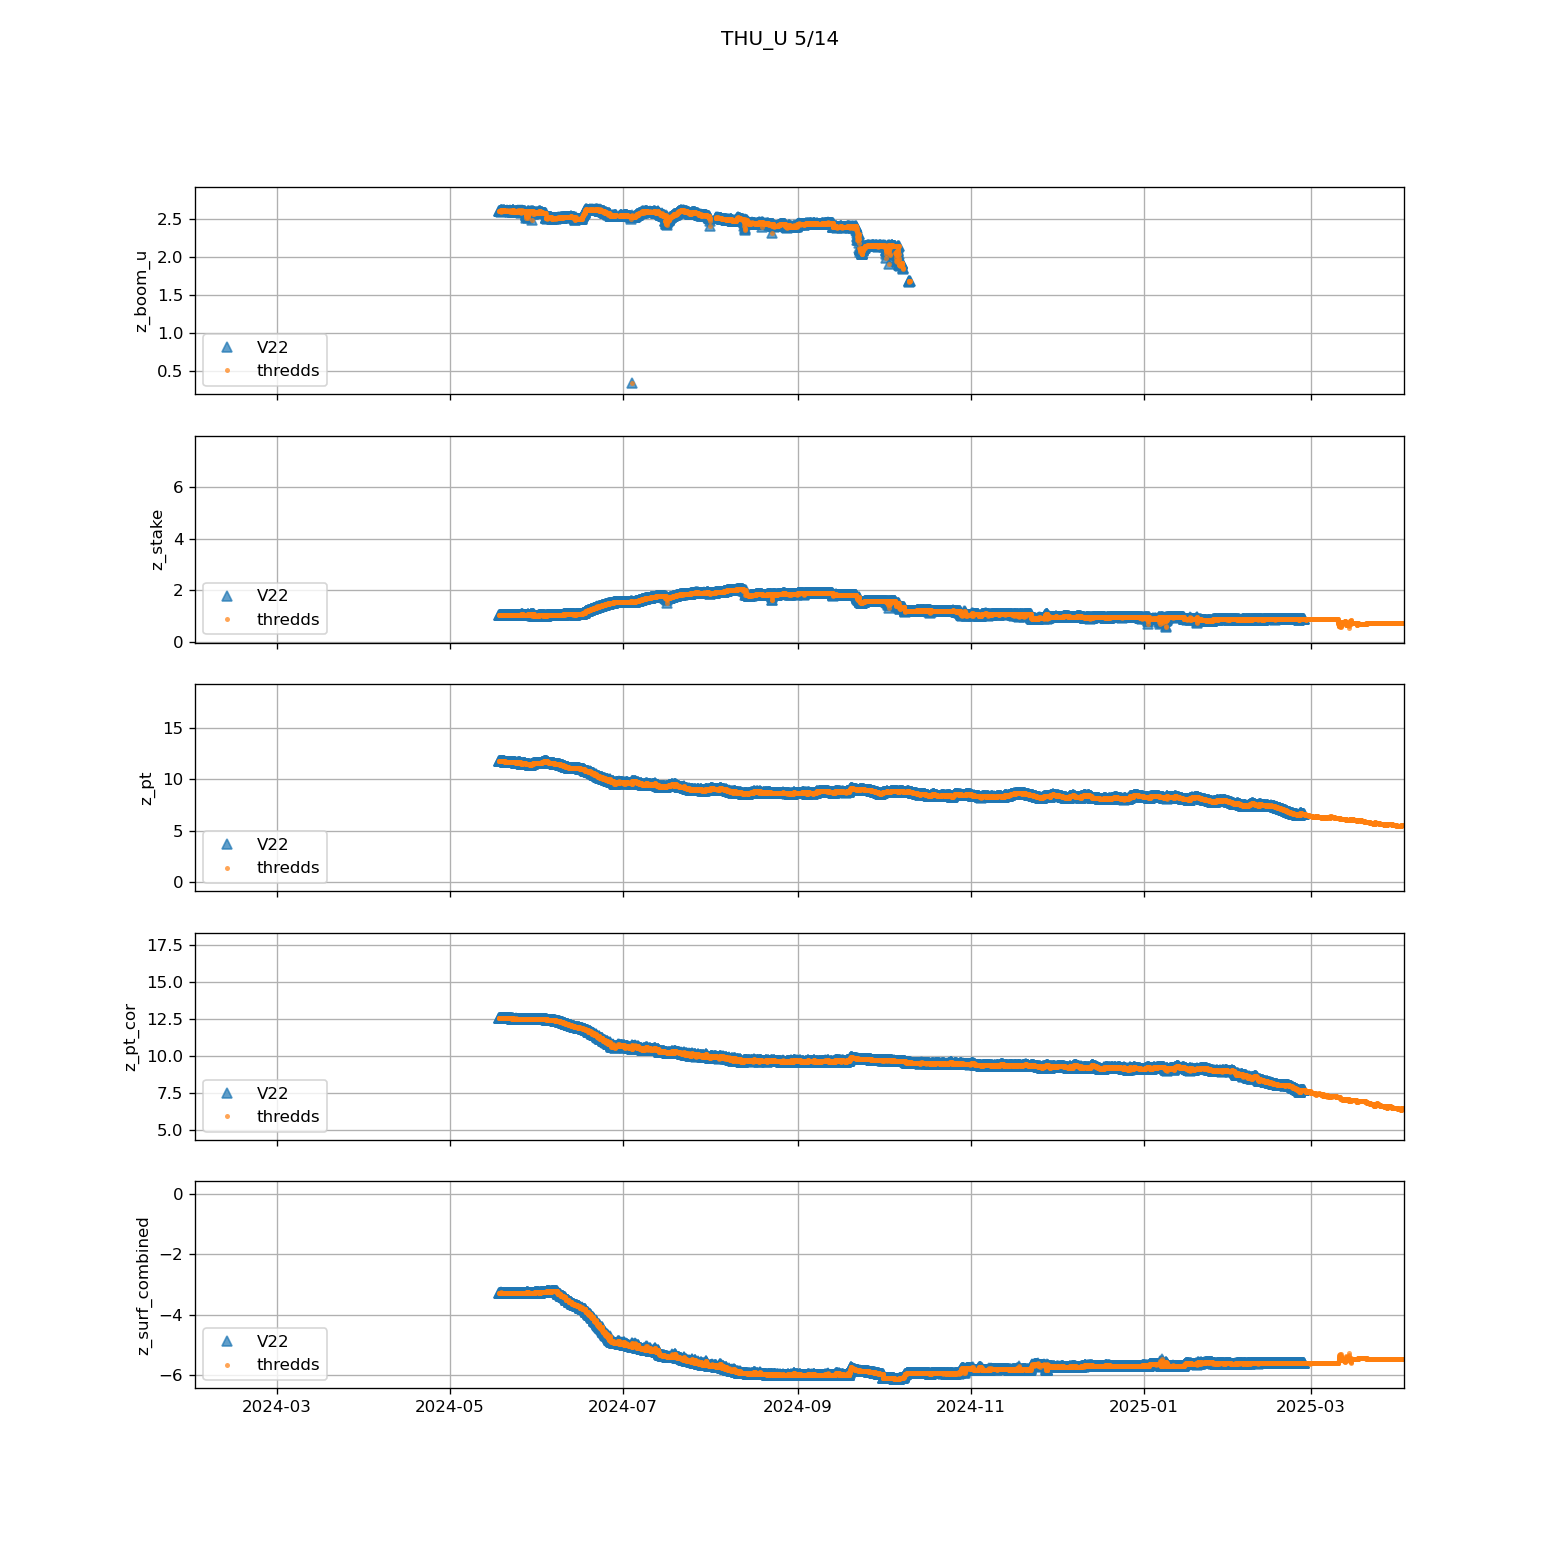 THU_U 5/14
z_boom_u
2.5
2.0
1.5
1.0
0.5
V22
thredds
z_stake
6
4
2
0
V22
thredds
z_pt
15
10
5
0
V22
thredds
z_pt_cor
17.5
15.0
12.5
10.0
7.5
5.0
V22
thredds
z_surf_combined
0
−2
−4
−6
V22
thredds
2024-03
2024-05
2024-07
2024-09
2024-11
2025-01
2025-03